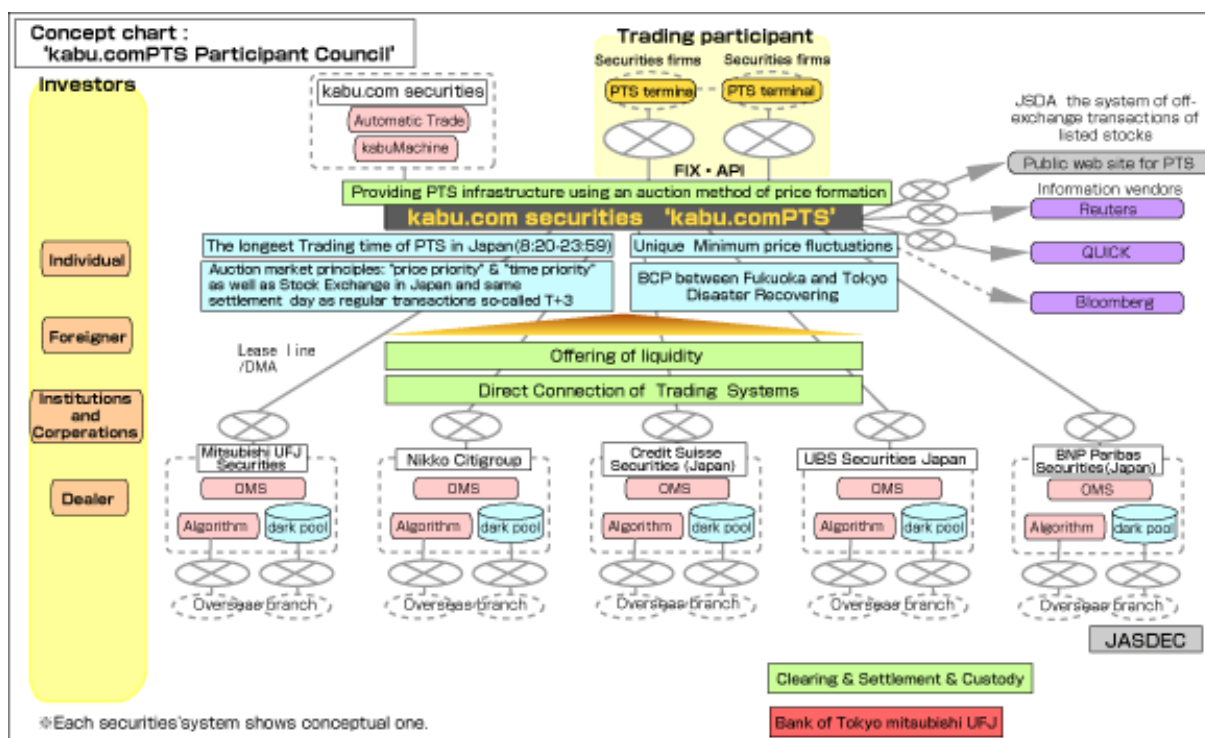 Concept chart :
'kabu.comPTS Participant Council'
Investors
Individual
Foreigner
Institutions
and
Corperations
Dealer
kabu.com securities
Automatic Trade
kabuMachine
Trading participant
Securities firms
Securities firms
PTS termina
PTS terminal
FIX・API
JSDA the system of off-
exchange transactions of
listed stocks
Public web site for PTS
Information vendors
Reuters
QUICK
Bloomberg
Providing PTS infrastructure using an auction method of price formation
kabu.com securities 'kabu.comPTS'
The longest Trading time of PTS in Japan(8:20-23:59)
Unique Minimum price fluctuations
Auction market principles: "price priority" & "time priority"
as well as Stock Exchange in Japan and same
settlement day as regular transactions so-called T+3
BCP between Fukuoka and Tokyo
Disaster Recovering
Lease line
/DMA
Offering of liquidity
Direct Connection of Trading Systems
Mitsubishi UFJ
Securities
OMS
Algorithm
dark pool
Overseas branch
Nikko Citigroup
OMS
Algorithm
dark pool
Overseas branch
Credit Suisse
Securities (Japan)
OMS
Algorithm
dark pool
Overseas branch
UBS Securities Japan
OMS
Algorithm
dark pool
Overseas branch
BNP Paribas
Securities(Japan)
OMS
Algorithm
dark pool
Overseas branch
JASDEC
Clearing & Settlement & Custody
Bank of Tokyo mitsubishi UFJ
※Each securities'system shows conceptual one.